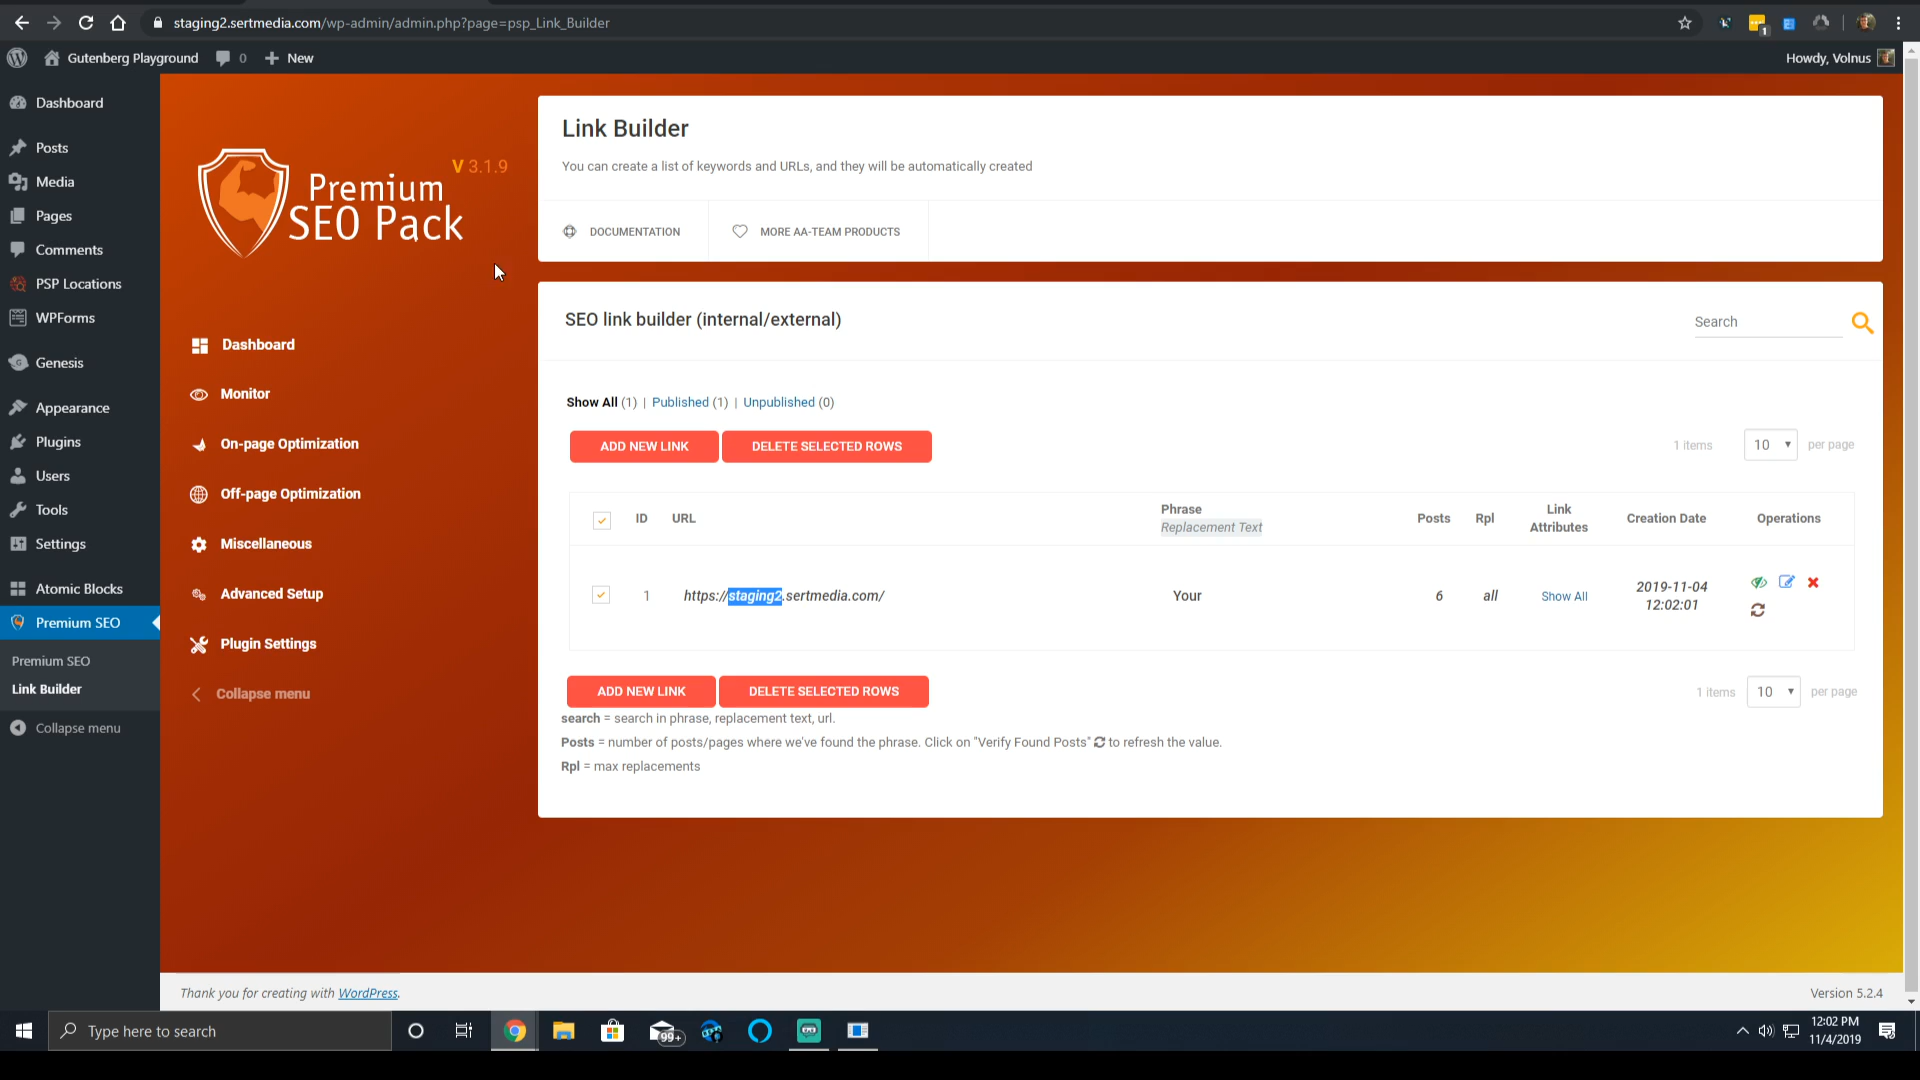 staging2.sertmedia.com/wp-admin/admin.php?page=psp_Link_Builder
1
Gutenberg Playground 0 New
Howdy, Volnus
Dashboard
Posts
Media
Pages
Comments
PSP Locations
WPForms
Genesis
Appearance
Plugins
Users
Tools
Settings
Atomic Blocks
Premium SEO
Premium SEO
Link Builder
Collapse menu
V 3.1.9
Premium
SEO Pack
Dashboard
Monitor
On-page Optimization
Off-page Optimization
Miscellaneous
Advanced Setup
Plugin Settings
Collapse menu
Link Builder
You can create a list of keywords and URLs, and they will be automatically created
DOCUMENTATION MORE AA-TEAM PRODUCTS
SEO link builder (internal/external)
Search
Show All (1) | Published (1) | Unpublished (0)
ADD NEW LINK DELETE SELECTED ROWS 1 items 10 per page
ID URL Phrase Posts Rpl Link Creation Date Operations
Replacement Text Attributes
1 https://staging2.sertmedia.com/ Your 6 all Show All 2019-11-04
12:02:01
ADD NEW LINK DELETE SELECTED ROWS 1 items 10 per page
search = search in phrase, replacement text, url.
Posts = number of posts/pages where we've found the phrase. Click on "Verify Found Posts" to refresh the value.
Rpl = max replacements
Thank you for creating with WordPress.
Version 5.2.4
Type here to search
99+
12:02 PM
11/4/2019